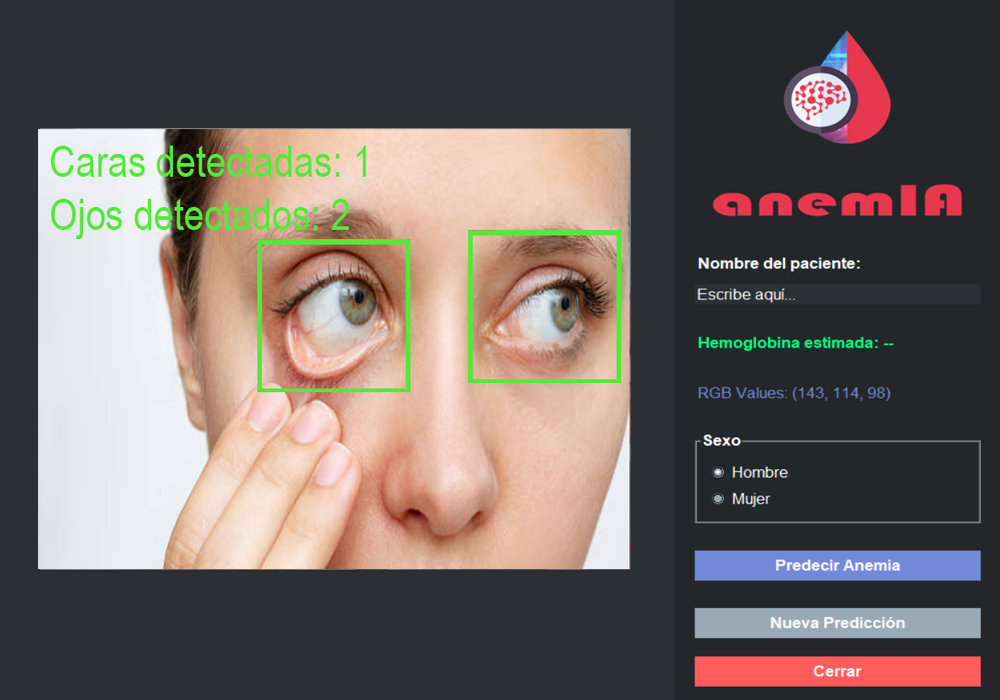 Caras detectadas: 1
Ojos detectados: 2
anemIA
Nombre del paciente:
Escribe aquí...
Hemoglobina estimada: --
RGB Values: (143, 114, 98)
Sexo
Hombre
Mujer
Predecir Anemia
Nueva Predicción
Cerrar